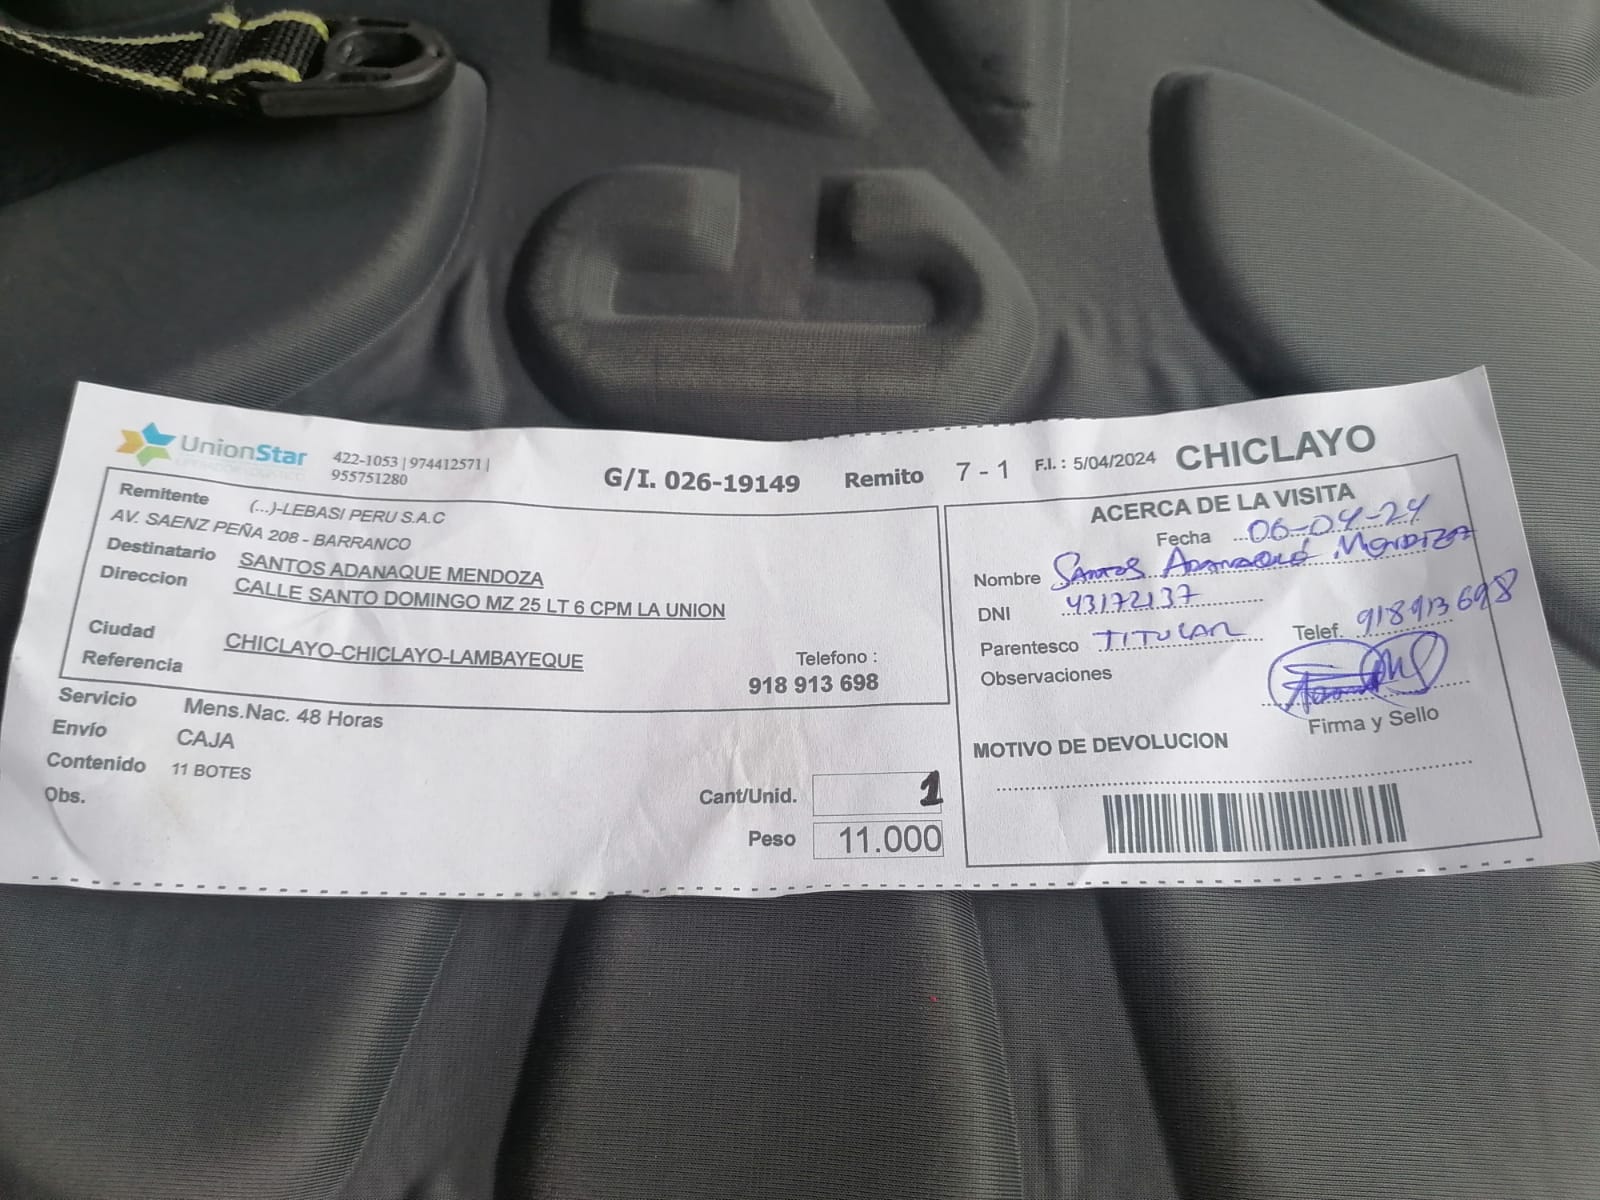 UnionStar
422-1053 | 974412571 |
955751280
G/I. 026-19149
Remito 7 - 1
F.I. : 5/04/2024
CHICLAYO
Remitente (...)-LEBASI PERU S.A.C
AV. SAENZ PEÑA 208 - BARRANCO
Destinatario SANTOS ADANAQUE MENDOZA
Direccion CALLE SANTO DOMINGO MZ 25 LT 6 CPM LA UNION
Ciudad CHICLAYO-CHICLAYO-LAMBAYEQUE
Referencia
Telefono :
918 913 698
Servicio Mens.Nac. 48 Horas
Envío CAJA
Contenido 11 BOTES
Obs.
Cant/Unid. 1
Peso 11.000
ACERCA DE LA VISITA
Fecha 06-04-24
Nombre Santos Adanaqué Mendoza
DNI 43172137
Parentesco TITULAR Telef. 918913698
Observaciones
Firma y Sello
MOTIVO DE DEVOLUCION